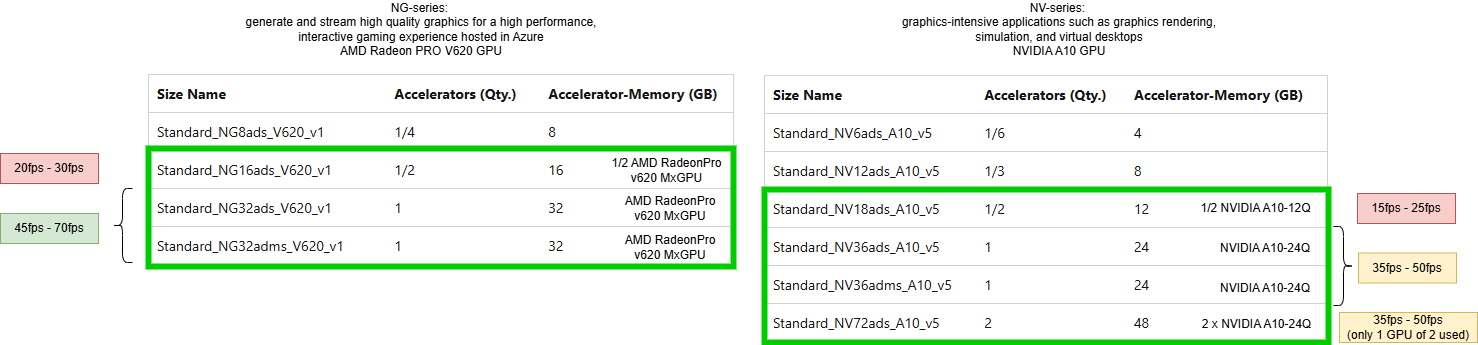 NG-series:
generate and stream high quality graphics for a high performance,
interactive gaming experience hosted in Azure
AMD Radeon PRO V620 GPU
Size Name Accelerators (Qty.) Accelerator-Memory (GB)
Standard_NG8ads_V620_v1 1/4 8
20fps - 30fps
Standard_NG16ads_V620_v1 1/2 16 1/2 AMD RadeonPro
v620 MxGPU
45fps - 70fps
Standard_NG32ads_V620_v1 1 32 AMD RadeonPro
v620 MxGPU
Standard_NG32adms_V620_v1 1 32 AMD RadeonPro
v620 MxGPU
NV-series:
graphics-intensive applications such as graphics rendering,
simulation, and virtual desktops
NVIDIA A10 GPU
Size Name Accelerators (Qty.) Accelerator-Memory (GB)
Standard_NV6ads_A10_v5 1/6 4
Standard_NV12ads_A10_v5 1/3 8
Standard_NV18ads_A10_v5 1/2 12 1/2 NVIDIA A10-12Q
15fps - 25fps
Standard_NV36ads_A10_v5 1 24 NVIDIA A10-24Q
35fps - 50fps
Standard_NV36adms_A10_v5 1 24 NVIDIA A10-24Q
Standard_NV72ads_A10_v5 2 48 2 x NVIDIA A10-24Q
35fps - 50fps
(only 1 GPU of 2 used)